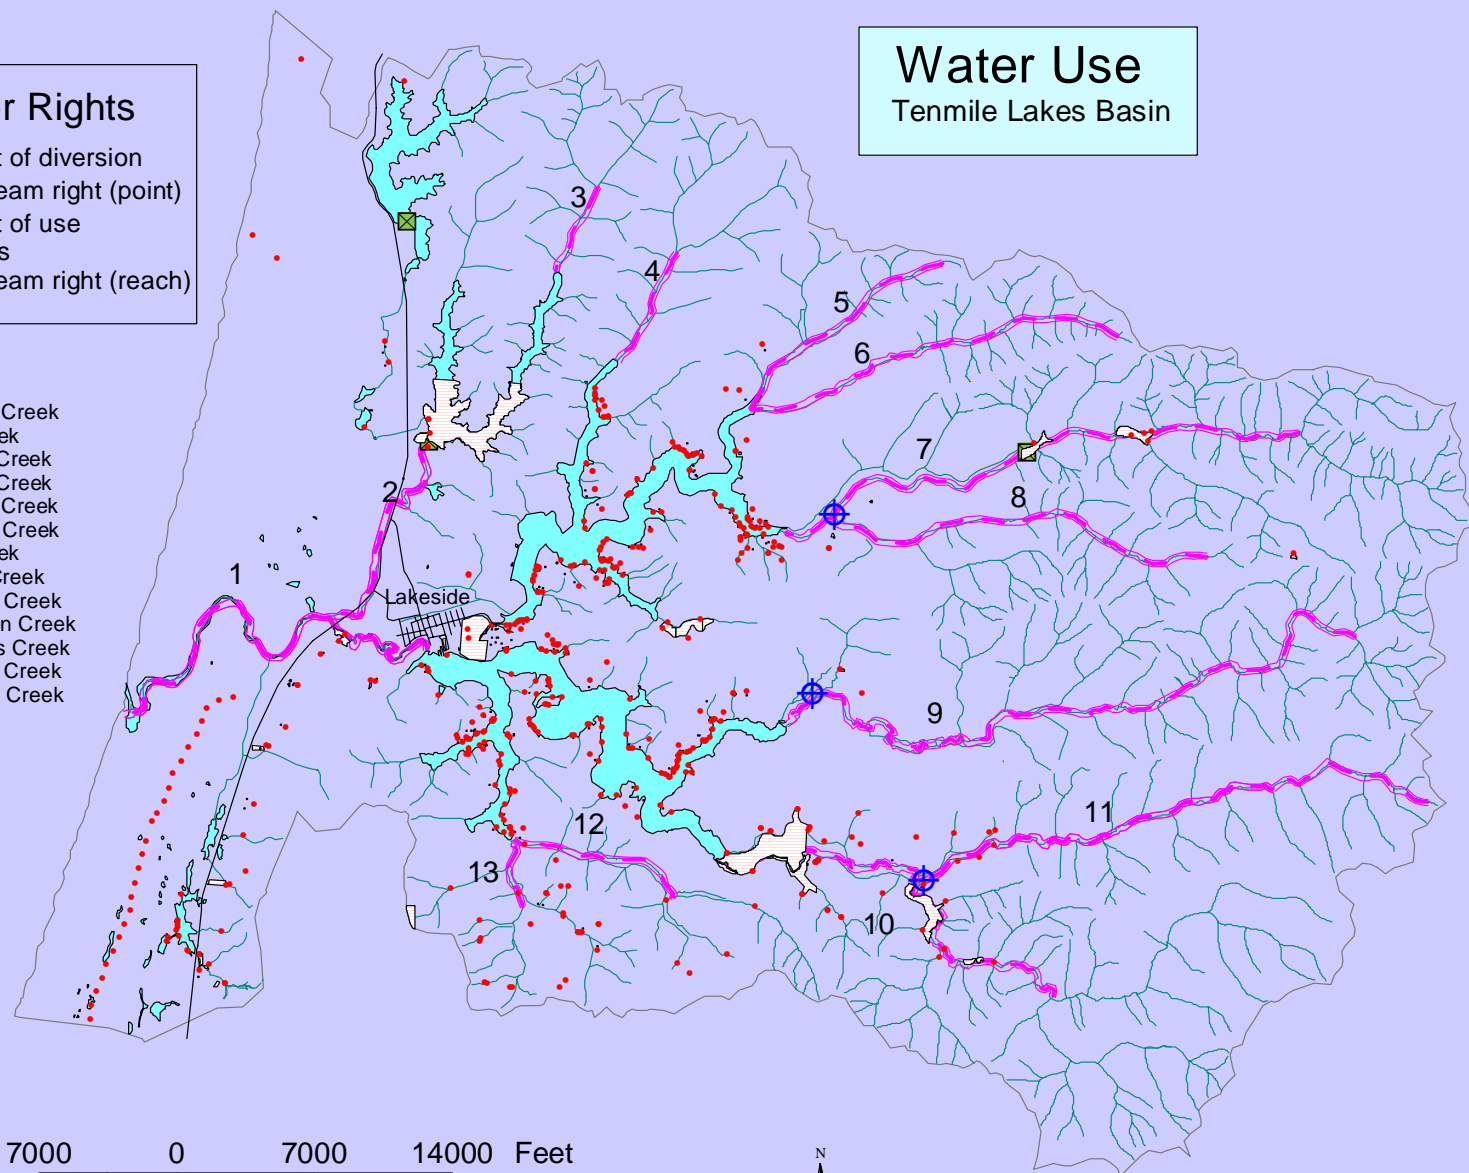 Water Use
Tenmile Lakes Basin
r Rights
t of diversion
eam right (point)
t of use
s
eam right (reach)
Creek
ek
Creek
Creek
Creek
Creek
ek
Creek
Creek
n Creek
s Creek
Creek
Creek
3
4
5
6
7
8
2
1
Lakeside
9
11
12
13
10
7000 0 7000 14000 Feet
N